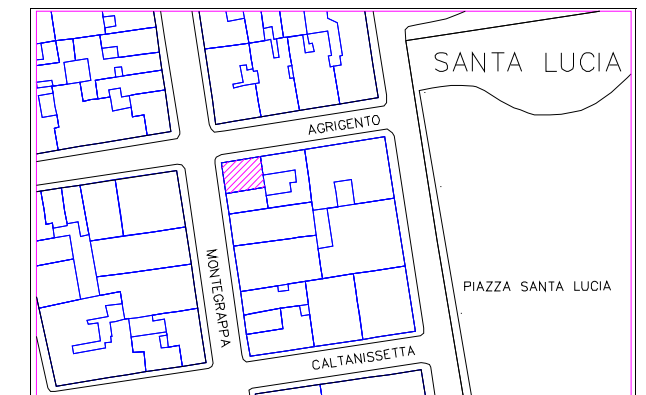 SANTA LUCIA
AGRIGENTO
MONTEGRAPPA
PIAZZA SANTA LUCIA
CALTANISSETTA